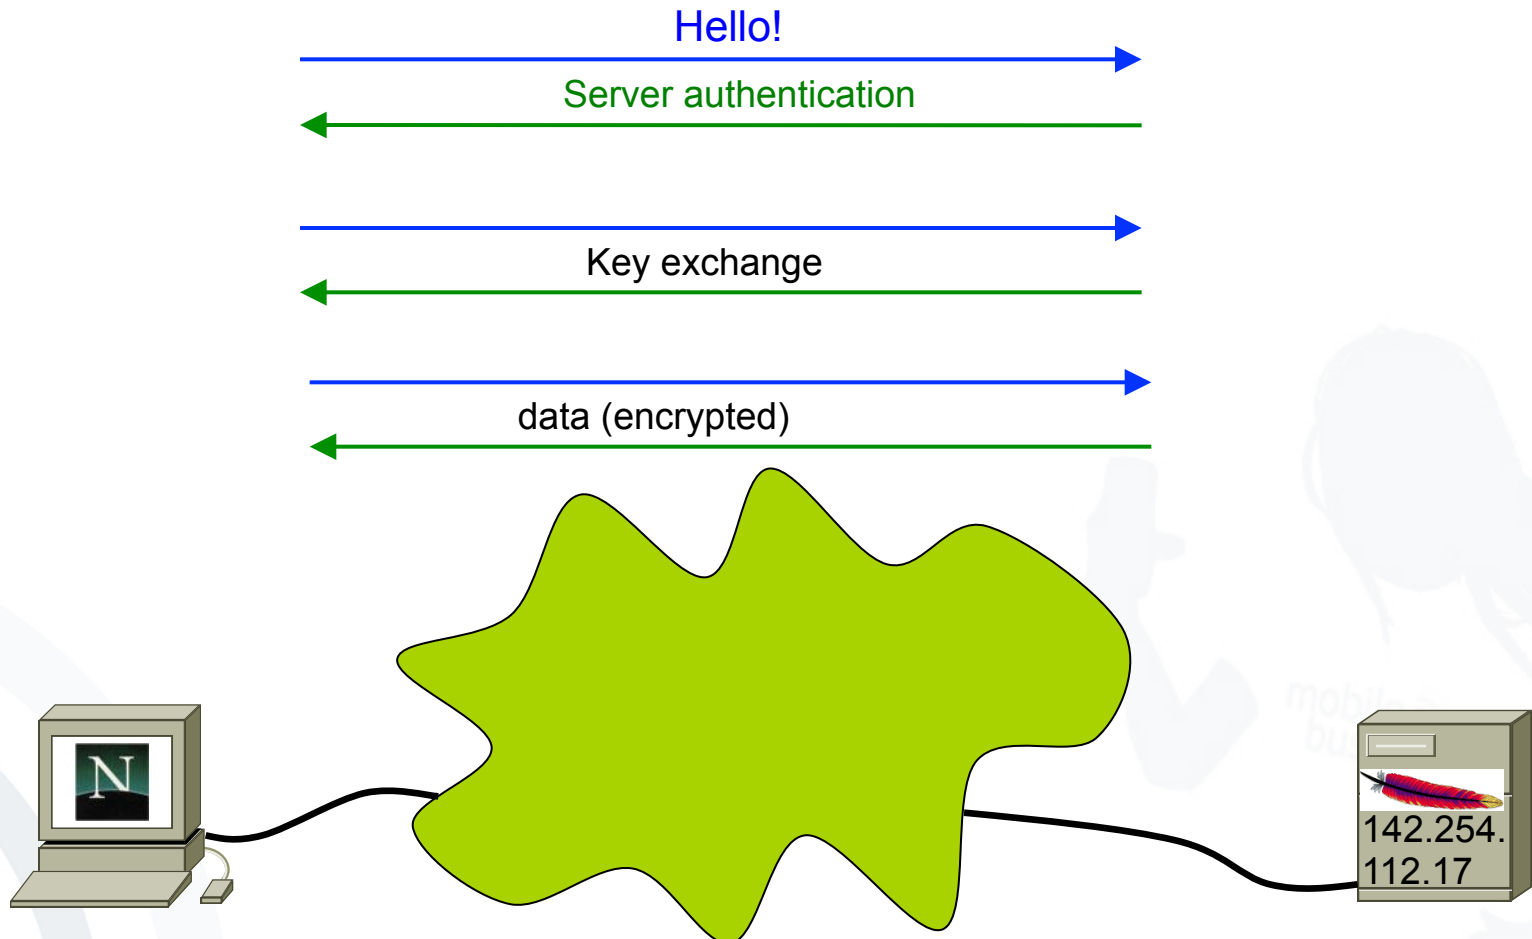 Hello!
Server authentication
Key exchange
data (encrypted)
N
142.254.
112.17